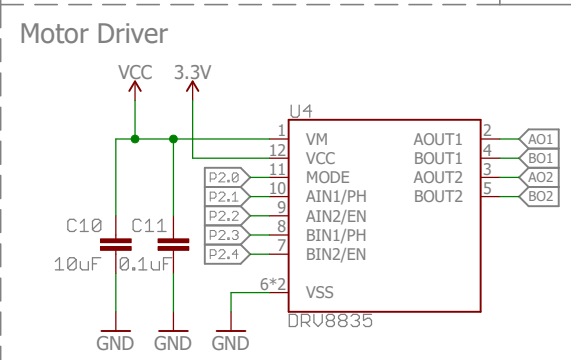 Motor Driver
VCC 3.3V
U4
1 VM AOUT1 2 AO1
12 VCC BOUT1 4 BO1
P2.0 11 MODE AOUT2 3 AO2
P2.1 10 AIN1/PH BOUT2 5 BO2
P2.2 9 AIN2/EN
P2.3 8 BIN1/PH
P2.4 7 BIN2/EN
C10 C11
10uF 0.1uF
6*2 VSS
DRV8835
GND GND GND